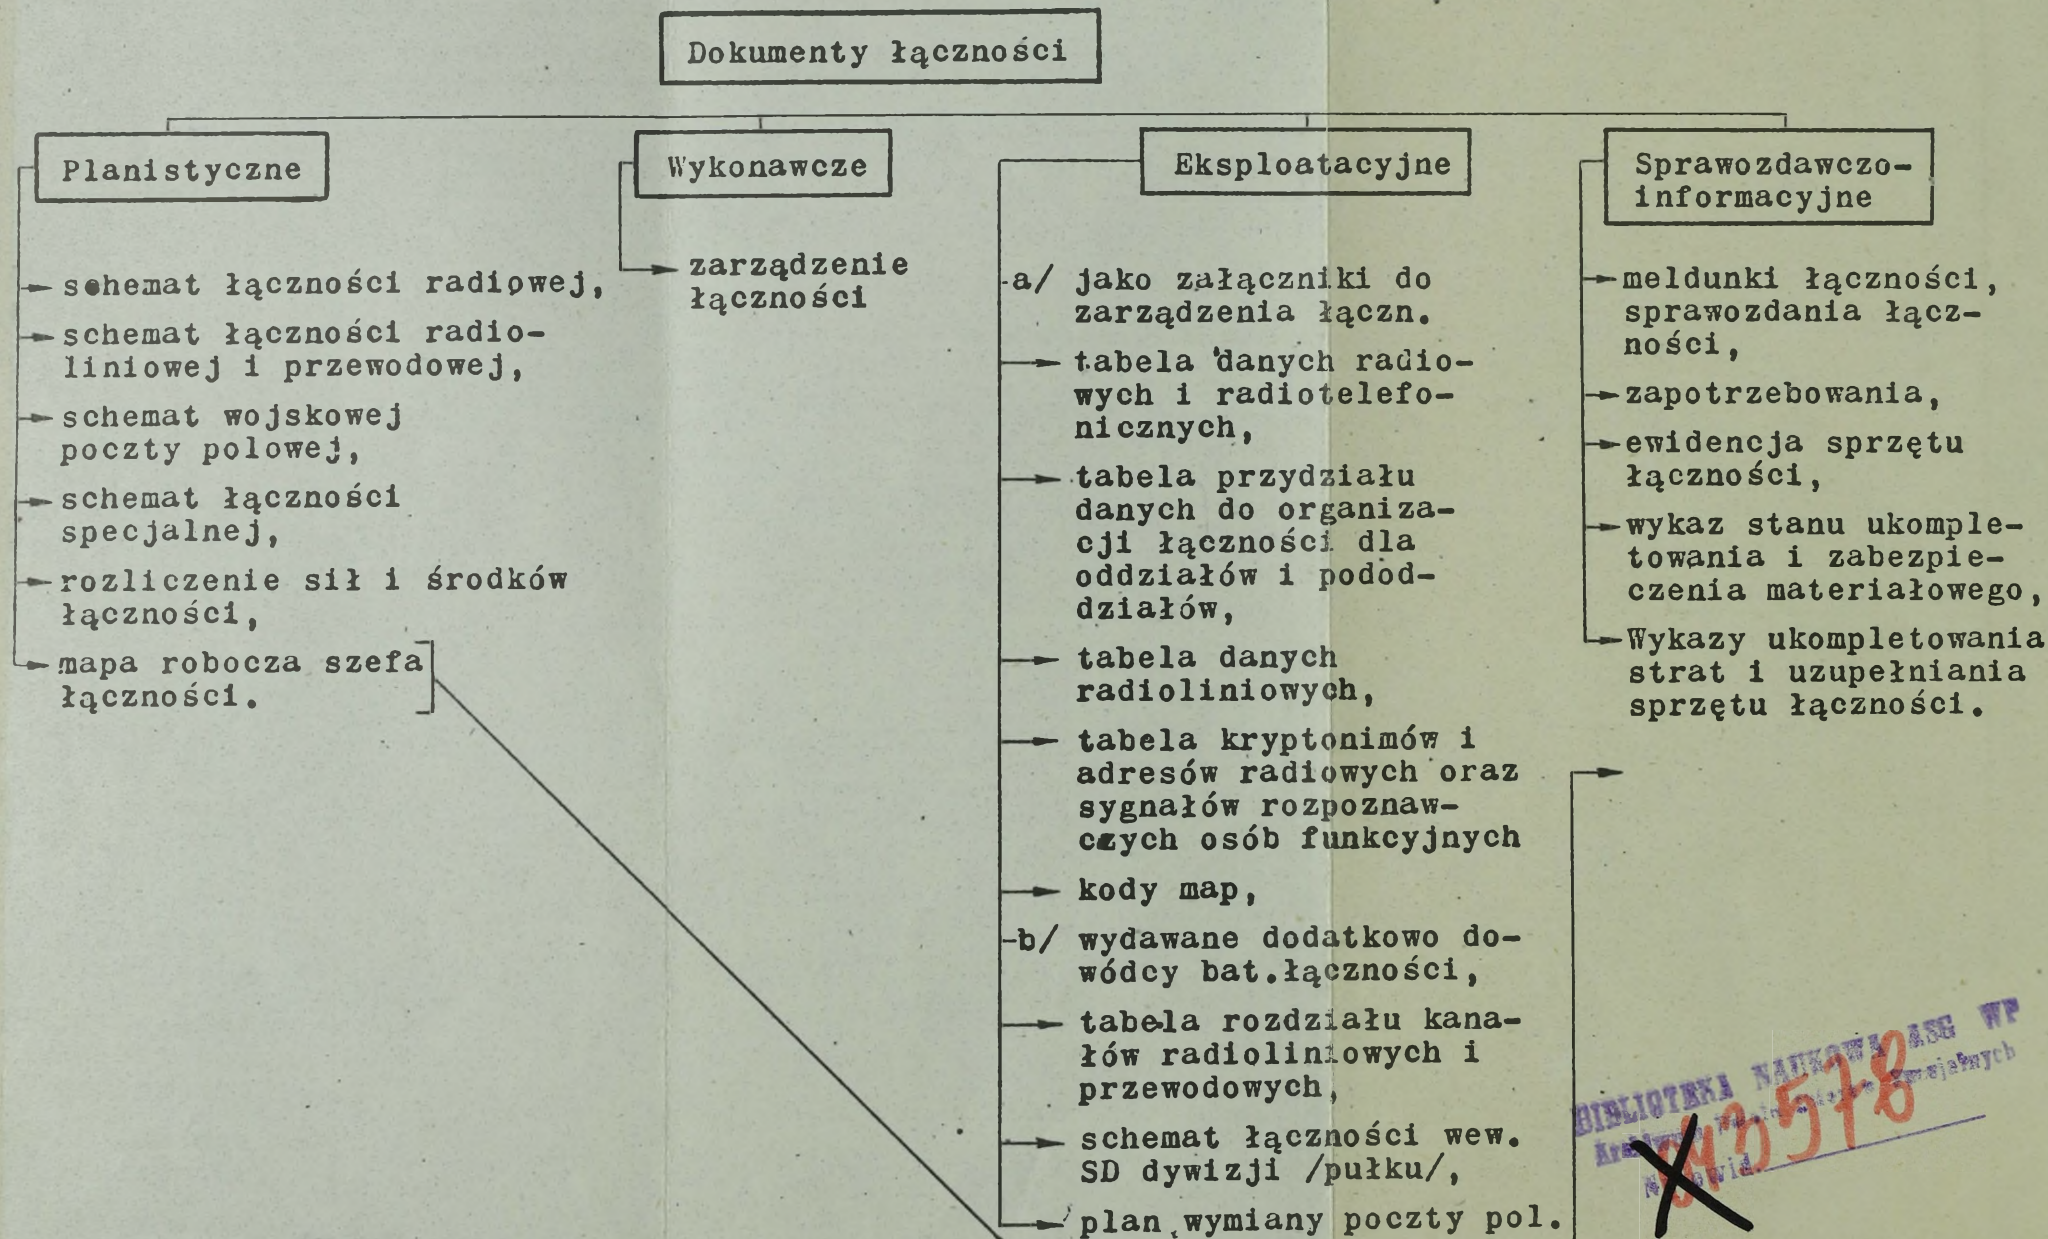 Dokumenty łączności
Planistyczne
schemat łączności radiowej,
schemat łączności radio-
liniowej i przewodowej,
schemat wojskowej
poczty polowej,
schemat łączności
specjalnej,
rozliczenie sił i środków
łączności,
mapa robocza szefa
łączności.
Wykonawcze
zarządzenie
łączności
Eksploatacyjne
a/ jako załączniki do
zarządzenia łączn.
tabela danych radio-
wych i radiotelefo-
nicznych,
tabela przydziału
danych do organiza-
cji łączności dla
oddziałów i podod-
działów,
tabela danych
radioliniowych,
tabela kryptonimów i
adresów radiowych oraz
sygnałów rozpoznaw-
czych osób funkcyjnych
kody map,
b/ wydawane dodatkowo do-
wódcy bat.łączności,
tabela rozdziału kana-
łów radioliniowych i
przewodowych,
schemat łączności wew.
SD dywizji /pułku/,
plan wymiany poczty pol.
Sprawozdawczo-
informacyjne
meldunki łączności,
sprawozdania łącz-
ności,
zapotrzebowania,
ewidencja sprzętu
łączności,
wykaz stanu ukomple-
towania i zabezpie-
czenia materiałowego,
Wykazy ukompletowania
strat i uzupełniania
sprzętu łączności.
BIBLIOTEKA NAUKOWA ASG WP